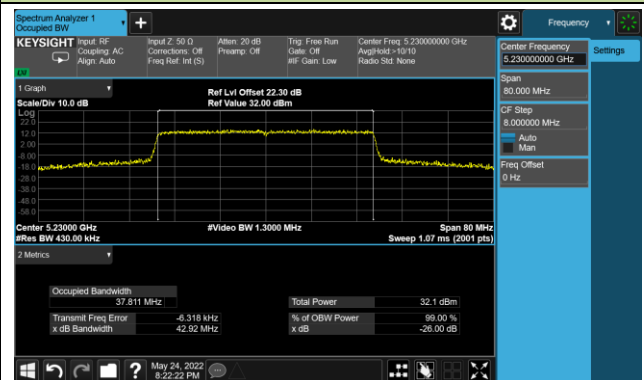 Spectrum Analyzer 1
Occupied BW
+
Frequency
KEYSIGHT
Input: RF
Coupling: AC
Align: Auto
Input Z: 50 Ω
Corrections: Off
Freq Ref: Int (S)
Atten: 20 dB
Preamp: Off
Trig: Free Run
Gate: Off
#IF Gain: Low
Center Freq: 5.230000000 GHz
Avg|Hold:>10/10
Radio Std: None
Center Frequency
5.230000000 GHz
Settings
Span
80.000 MHz
CF Step
8.000000 MHz
Auto
Man
Freq Offset
0 Hz
1 Graph
Scale/Div 10.0 dB
Ref Lvl Offset 22.30 dB
Ref Value 32.00 dBm
Log
22.0
12.0
2.00
-8.00
-18.0
-28.0
-38.0
-48.0
-58.0
Center 5.23000 GHz
#Res BW 430.00 kHz
#Video BW 1.3000 MHz
Span 80 MHz
Sweep 1.07 ms (2001 pts)
2 Metrics
Occupied Bandwidth
37.811 MHz
Total Power 32.1 dBm
Transmit Freq Error -6.318 kHz
% of OBW Power 99.00 %
x dB Bandwidth 42.92 MHz
x dB -26.00 dB
?
May 24, 2022
8:22:22 PM